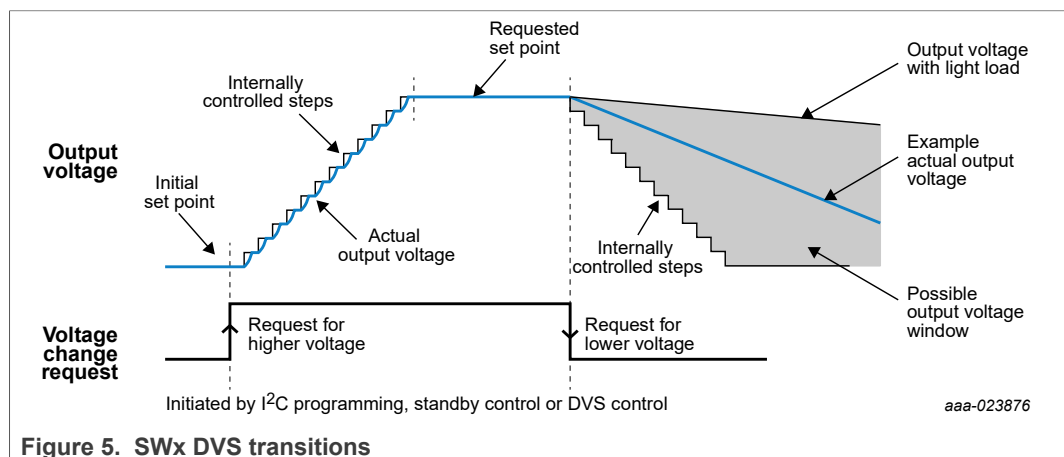 Requested
set point
Output voltage
with light load
Internally
controlled steps
Output
voltage
Example
actual output
voltage
Initial
set point
Actual
output voltage
Internally
controlled steps
Possible
output voltage
window
Voltage
change
request
Request for
higher voltage
Request for
lower voltage
Initiated by I²C programming, standby control or DVS control
aaa-023876
Figure 5. SWx DVS transitions